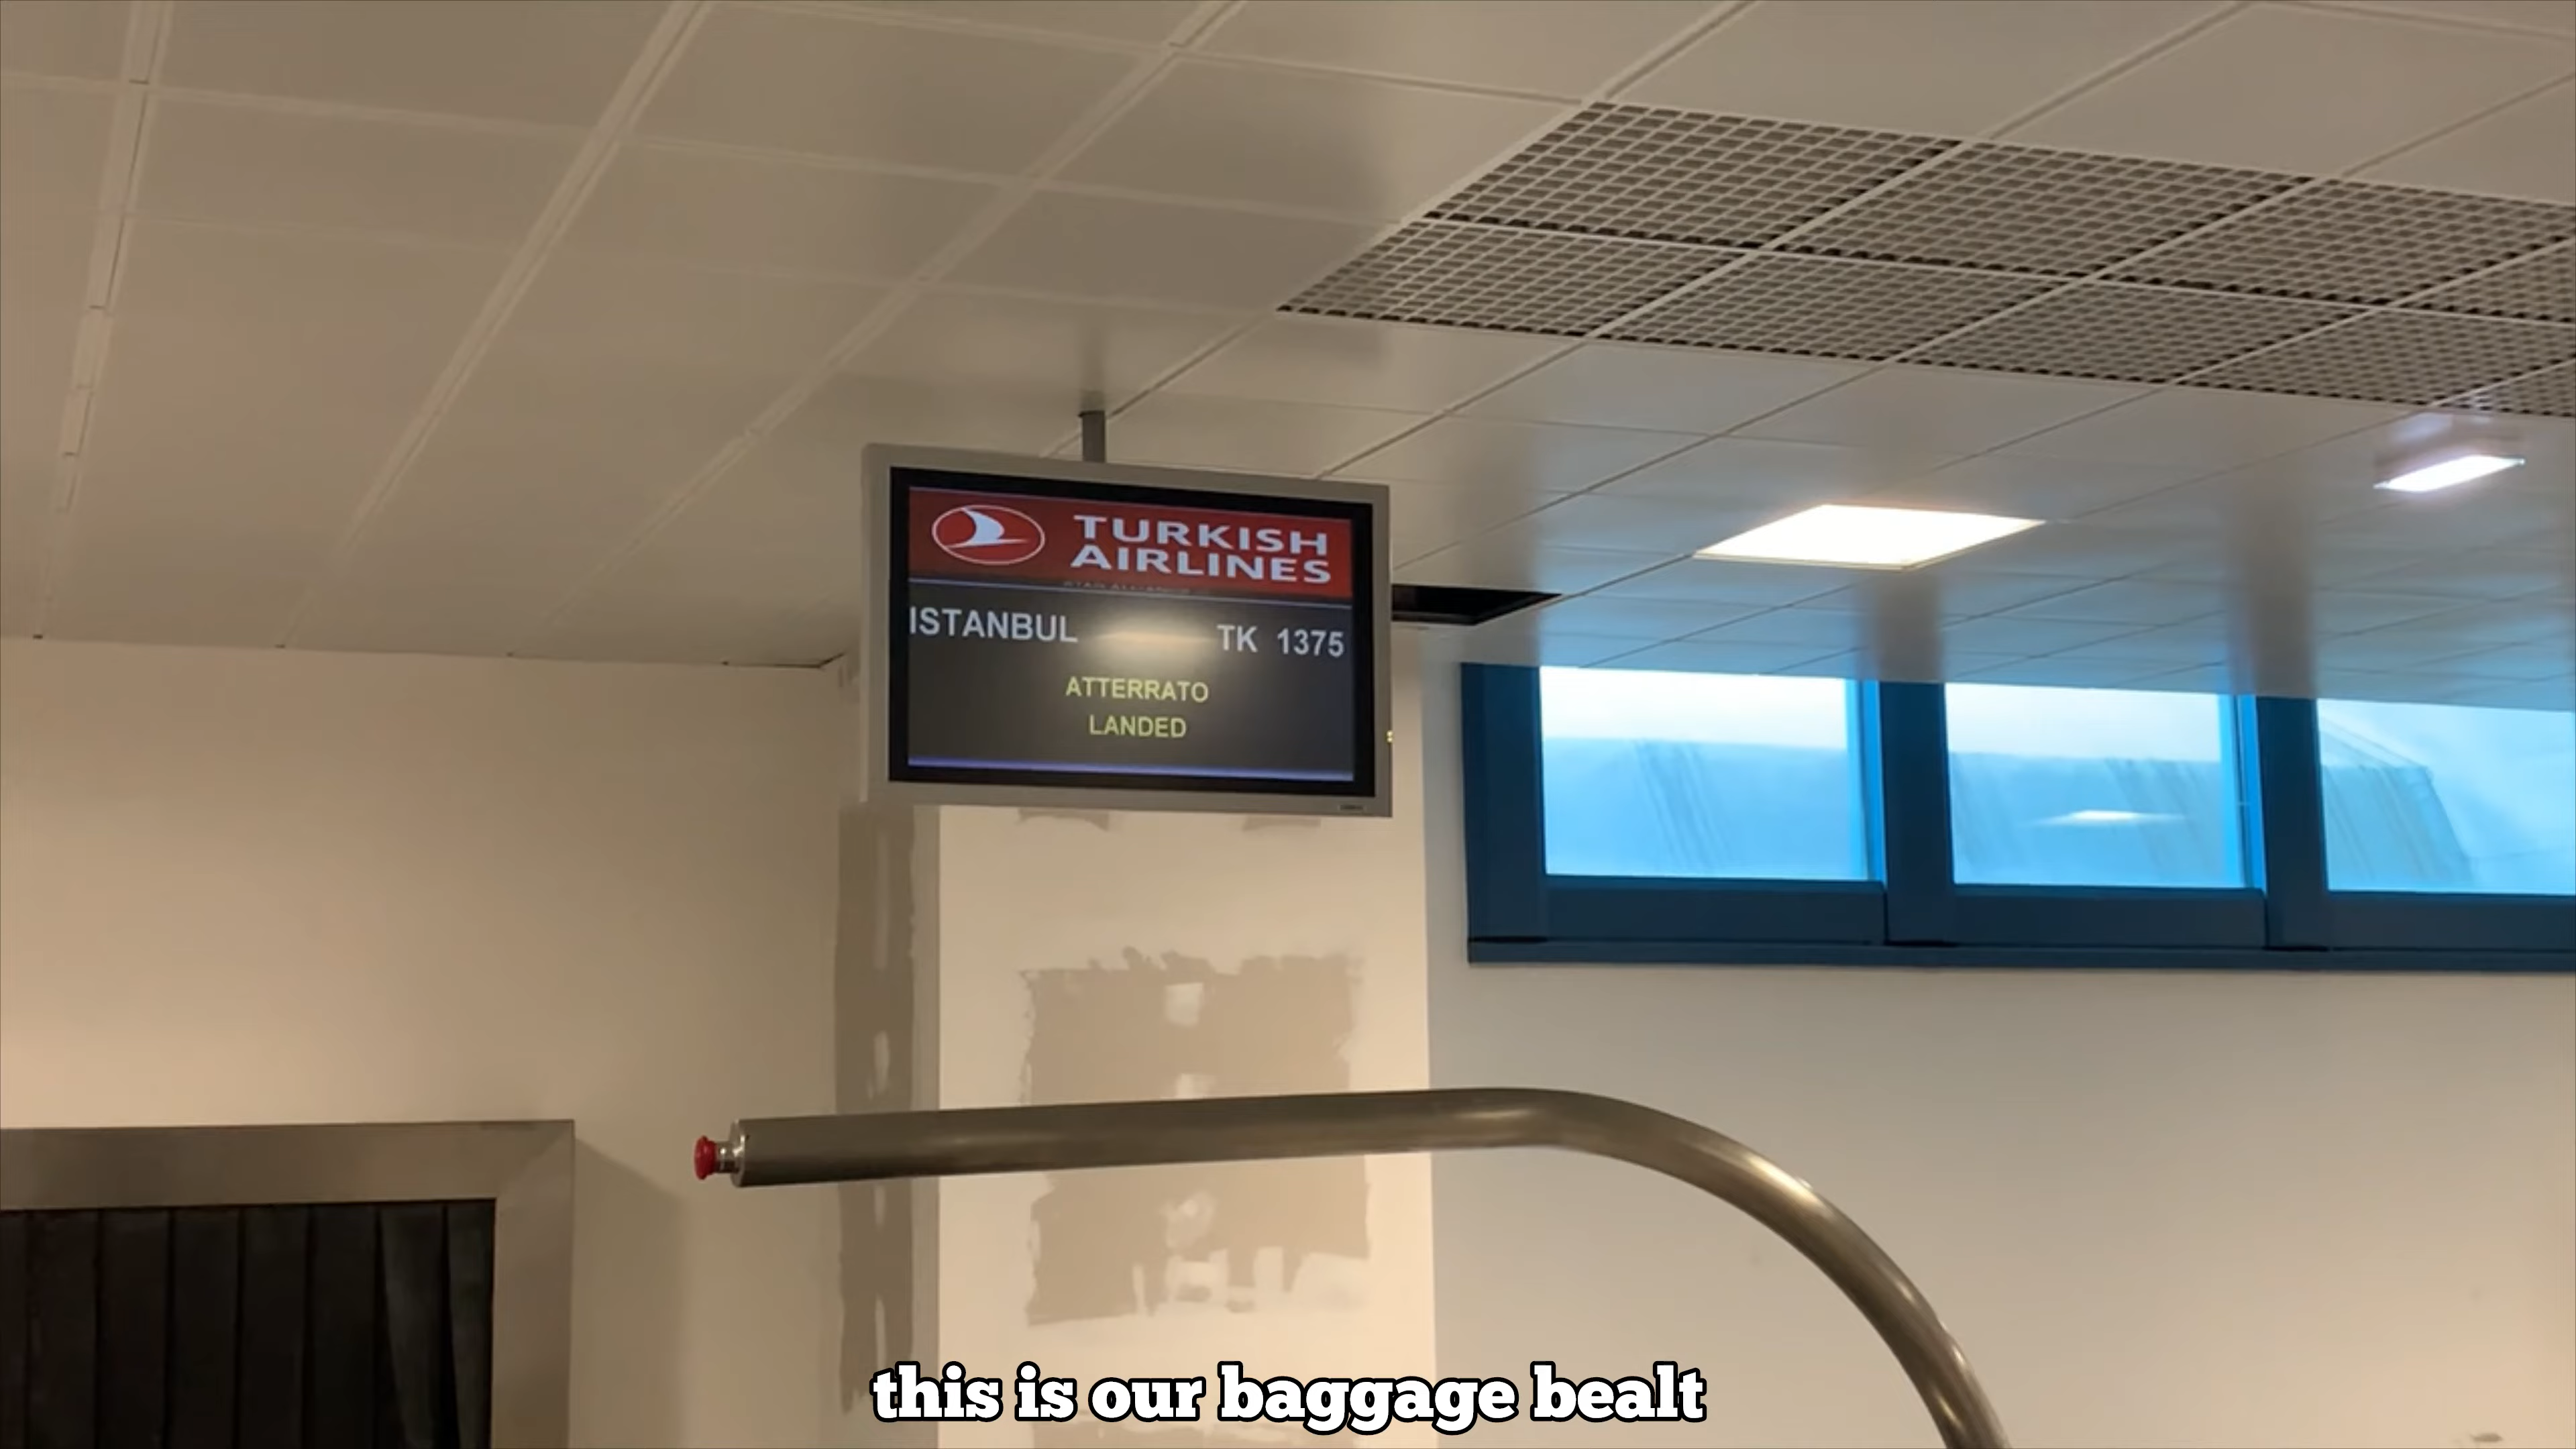 TURKISH
AIRLINES
ISTANBUL TK 1375
ATTERRATO
LANDED
this is our baggage bealt